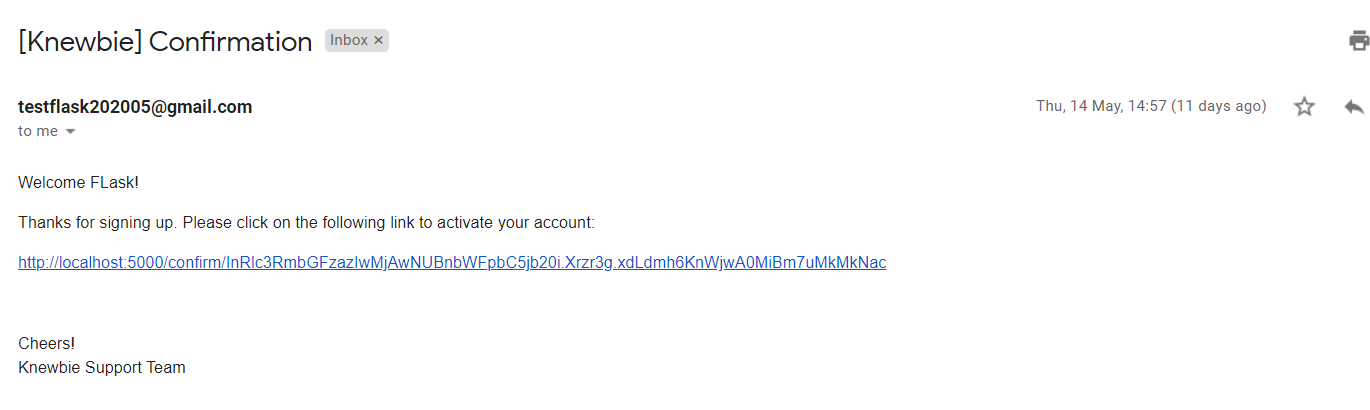 [Knewbie] Confirmation Inbox ×
testflask202005@gmail.com Thu, 14 May, 14:57 (11 days ago)
to me
Welcome FLask!
Thanks for signing up. Please click on the following link to activate your account:
http://localhost:5000/confirm/InRlc3RmbGFzazIwMjAwNUBnbWFpbC5jb20i.Xrzr3g.xdLdmh6KnWjwA0MiBm7uMkMkNac
Cheers!
Knewbie Support Team